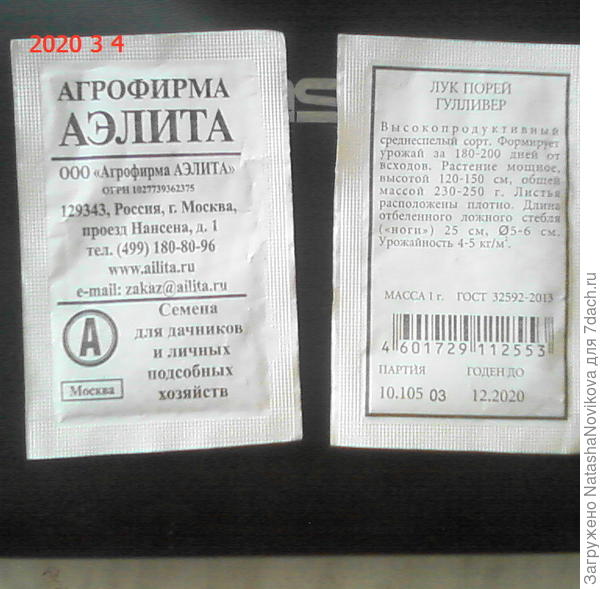 2020 3 4
АГРОФИРМА
АЭЛИТА
ООО «Агрофирма АЭЛИТА»
ОГРН 1027739362375
129343, Россия, г. Москва,
проезд Нансена, д. 1
тел. (499) 180-80-96
www.ailita.ru
e-mail: zakaz@ailita.ru
А
Семена
для дачников
и личных
подсобных
хозяйств
Москва
ЛУК ПОРЕЙ
ГУЛЛИВЕР
Высокопродуктивный
среднеспелый сорт. Формирует
урожай за 180-200 дней от
всходов. Растение мощное,
высотой 120-150 см, общей
массой 230-250 г. Листья
расположены плотно. Длина
отбеленного ложного стебля
(«ноги») 25 см, Ø5-6 см.
Урожайность 4-5 кг/м².
МАССА 1 г. ГОСТ 32592-2013
4 601729 112553
ПАРТИЯ ГОДЕН ДО
10.105 03 12.2020
Загружено NatashaNovikova для 7dach.ru